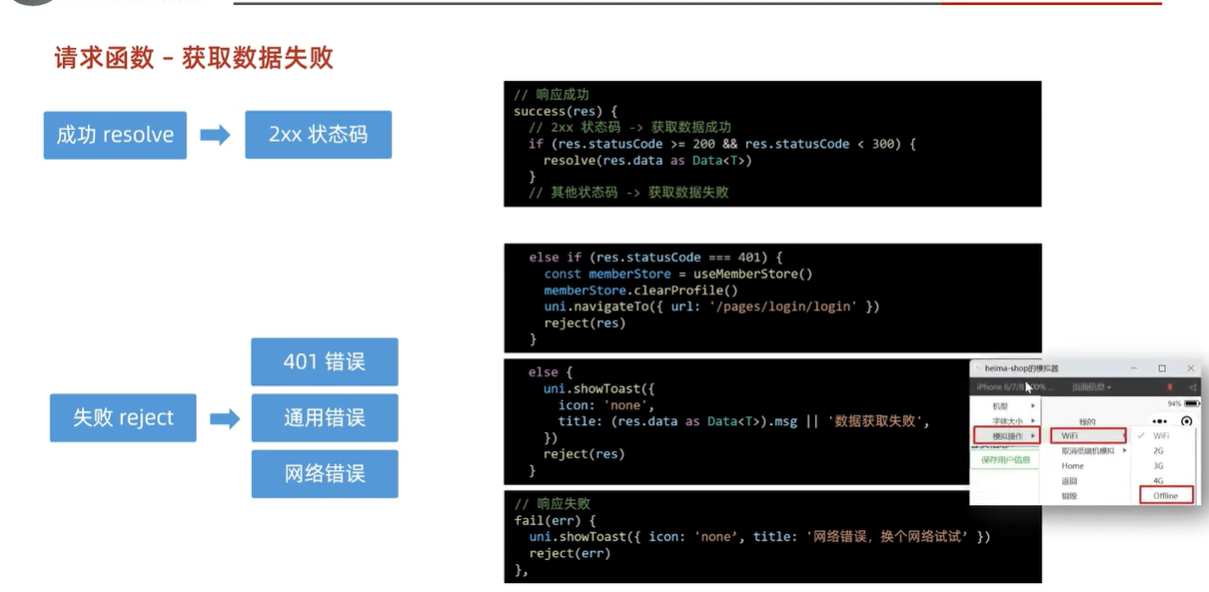 请求函数 – 获取数据失败
成功 resolve
2xx 状态码
// 响应成功
success(res) {
// 2xx 状态码 -> 获取数据成功
if (res.statusCode >= 200 && res.statusCode < 300) {
resolve(res.data as Data<T>)
}
// 其他状态码 -> 获取数据失败
else if (res.statusCode === 401) {
const memberStore = useMemberStore()
memberStore.clearProfile()
uni.navigateTo({ url: '/pages/login/login' })
reject(res)
}
失败 reject
401 错误
通用错误
网络错误
else {
uni.showToast({
icon: 'none',
title: (res.data as Data<T>).msg || '数据获取失败',
})
reject(res)
}
// 响应失败
fail(err) {
uni.showToast({ icon: 'none', title: '网络错误，换个网络试试' })
reject(err)
},
heima-shop的模拟器
iPhone 6/7/8
页面信息
94%
机型
字体大小
我的
模拟操作
WiFi
WiFi
取消低端机模拟
2G
保存用户信息
Home
3G
返回
4G
销毁
Offline